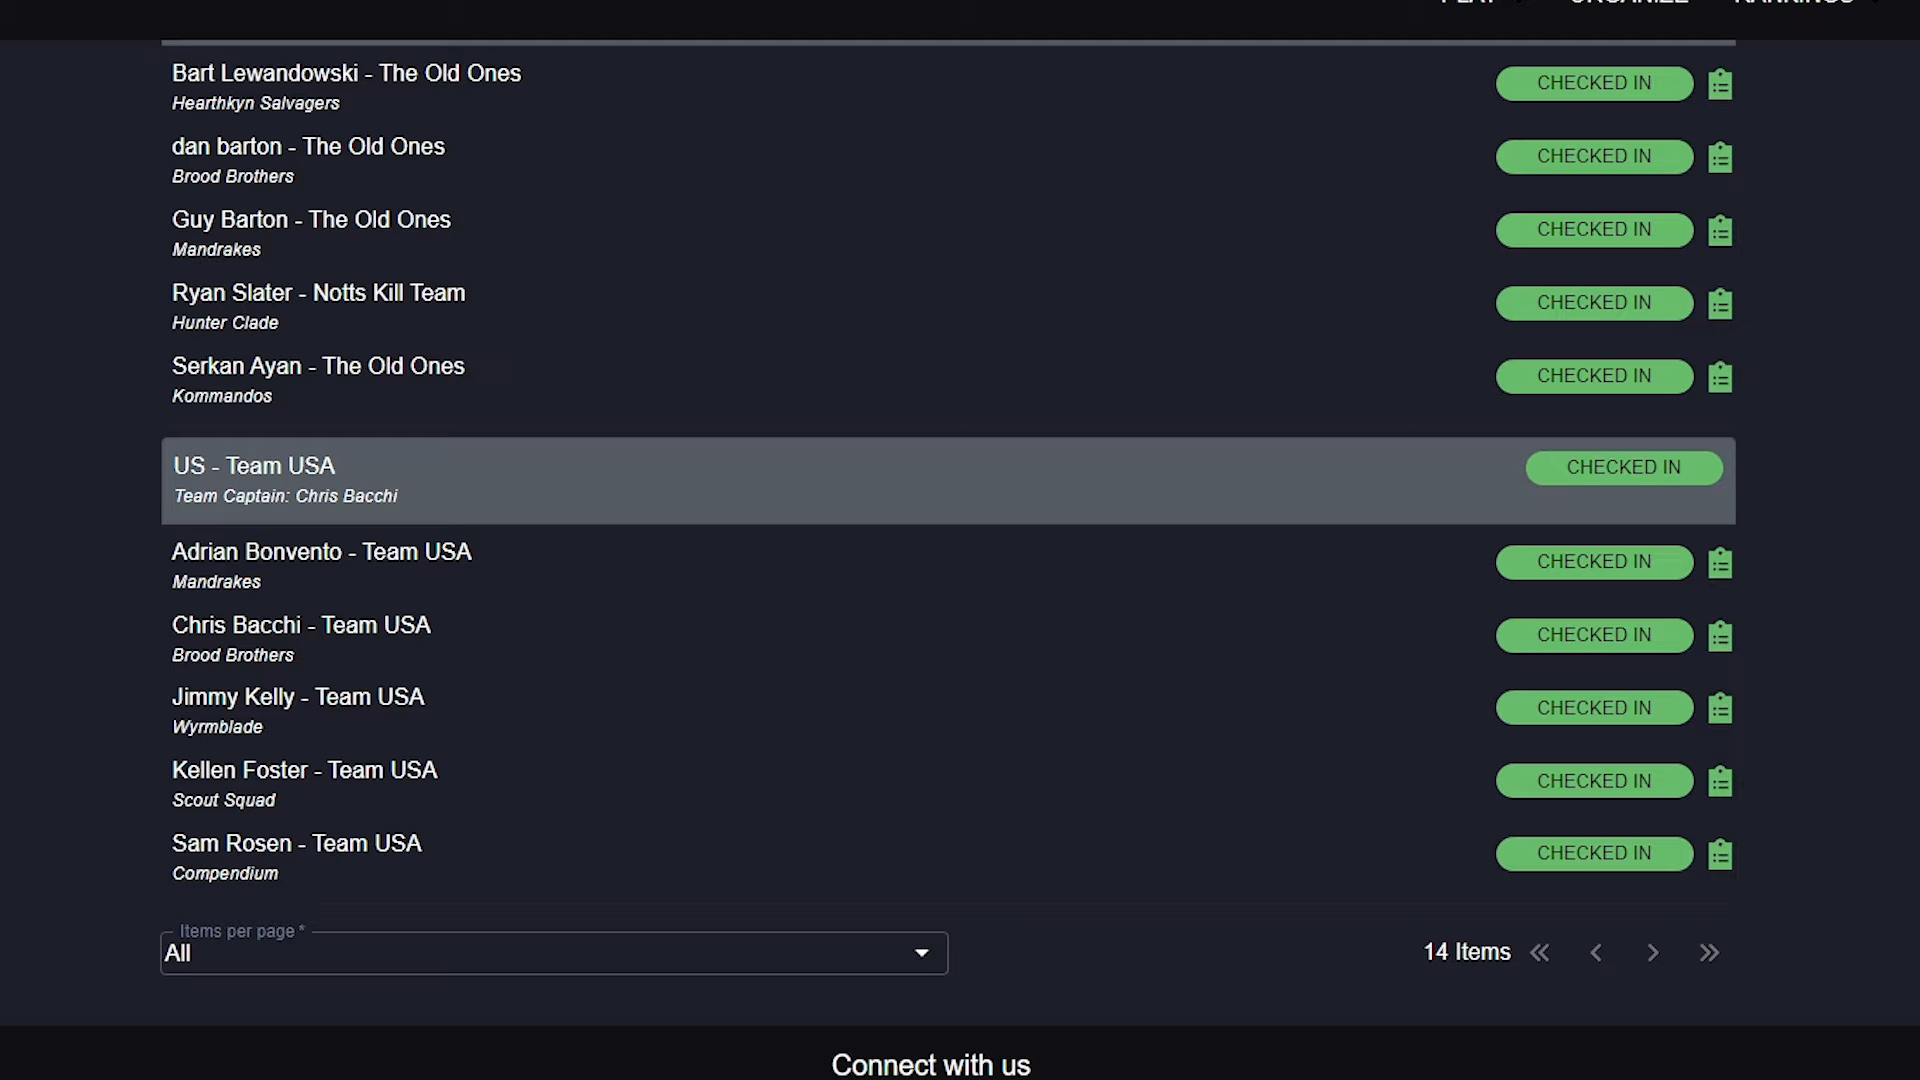 PLAY ORGANIZE RANKINGS
Bart Lewandowski - The Old Ones
Hearthkyn Salvagers
CHECKED IN
dan barton - The Old Ones
Brood Brothers
CHECKED IN
Guy Barton - The Old Ones
Mandrakes
CHECKED IN
Ryan Slater - Notts Kill Team
Hunter Clade
CHECKED IN
Serkan Ayan - The Old Ones
Kommandos
CHECKED IN
US - Team USA
Team Captain: Chris Bacchi
CHECKED IN
Adrian Bonvento - Team USA
Mandrakes
CHECKED IN
Chris Bacchi - Team USA
Brood Brothers
CHECKED IN
Jimmy Kelly - Team USA
Wyrmblade
CHECKED IN
Kellen Foster - Team USA
Scout Squad
CHECKED IN
Sam Rosen - Team USA
Compendium
CHECKED IN
Items per page *
All
14 Items
Connect with us